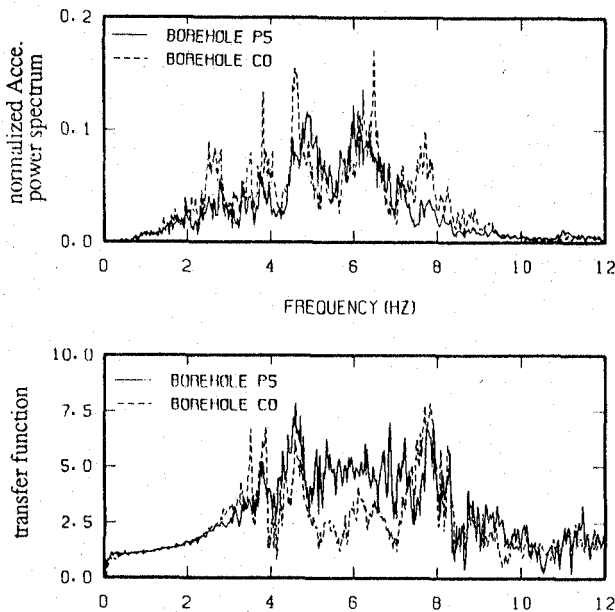 normalized Acce.
power spectrum
0.2
0.1
0.0
BOREHOLE P5
BOREHOLE CO
0 2 4 6 8 10 12
FREQUENCY (HZ)
transfer function
10.0
7.5
5.0
2.5
0.0
BOREHOLE P5
BOREHOLE CO
0 2 4 6 8 10 12